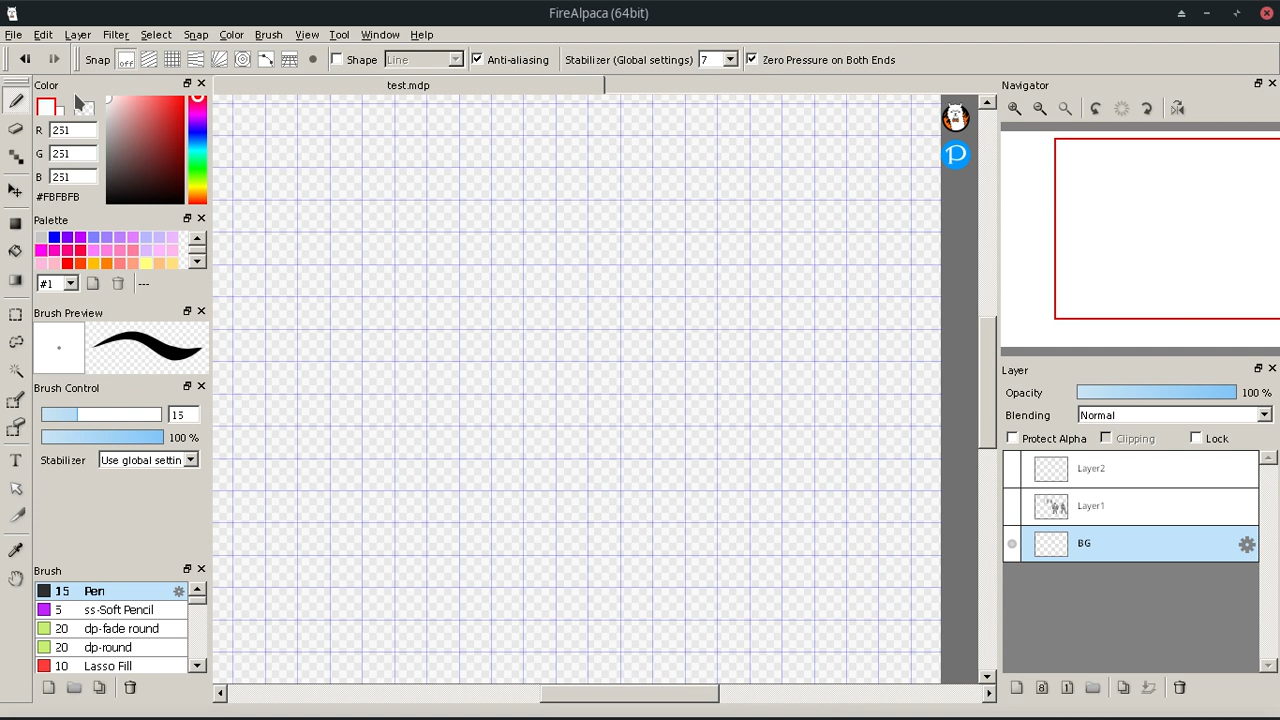 FireAlpaca (64bit)
File Edit Layer Filter Select Snap Color Brush View Tool Window Help
Snap off Shape Line Anti-aliasing Stabilizer (Global settings) 7 Zero Pressure on Both Ends
Color
R 251
G 251
B 251
#FBFBFB
Palette
#1 ---
Brush Preview
Brush Control
15
100 %
Stabilizer Use global settin
Brush
15 Pen
5 ss-Soft Pencil
20 dp-fade round
20 dp-round
10 Lasso Fill
test.mdp
P
Navigator
Layer
Opacity 100 %
Blending Normal
Protect Alpha Clipping Lock
Layer2
Layer1
BG
8 1
T